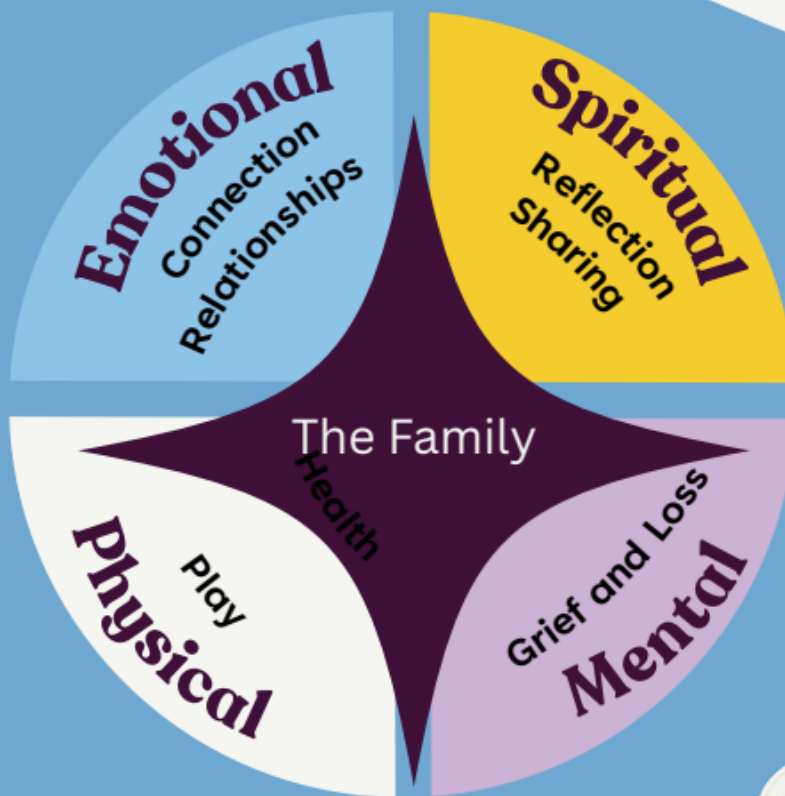 Emotional
Connection
Relationships
Spiritual
Reflection
Sharing
The Family
Health
Play
Physical
Grief and Loss
Mental